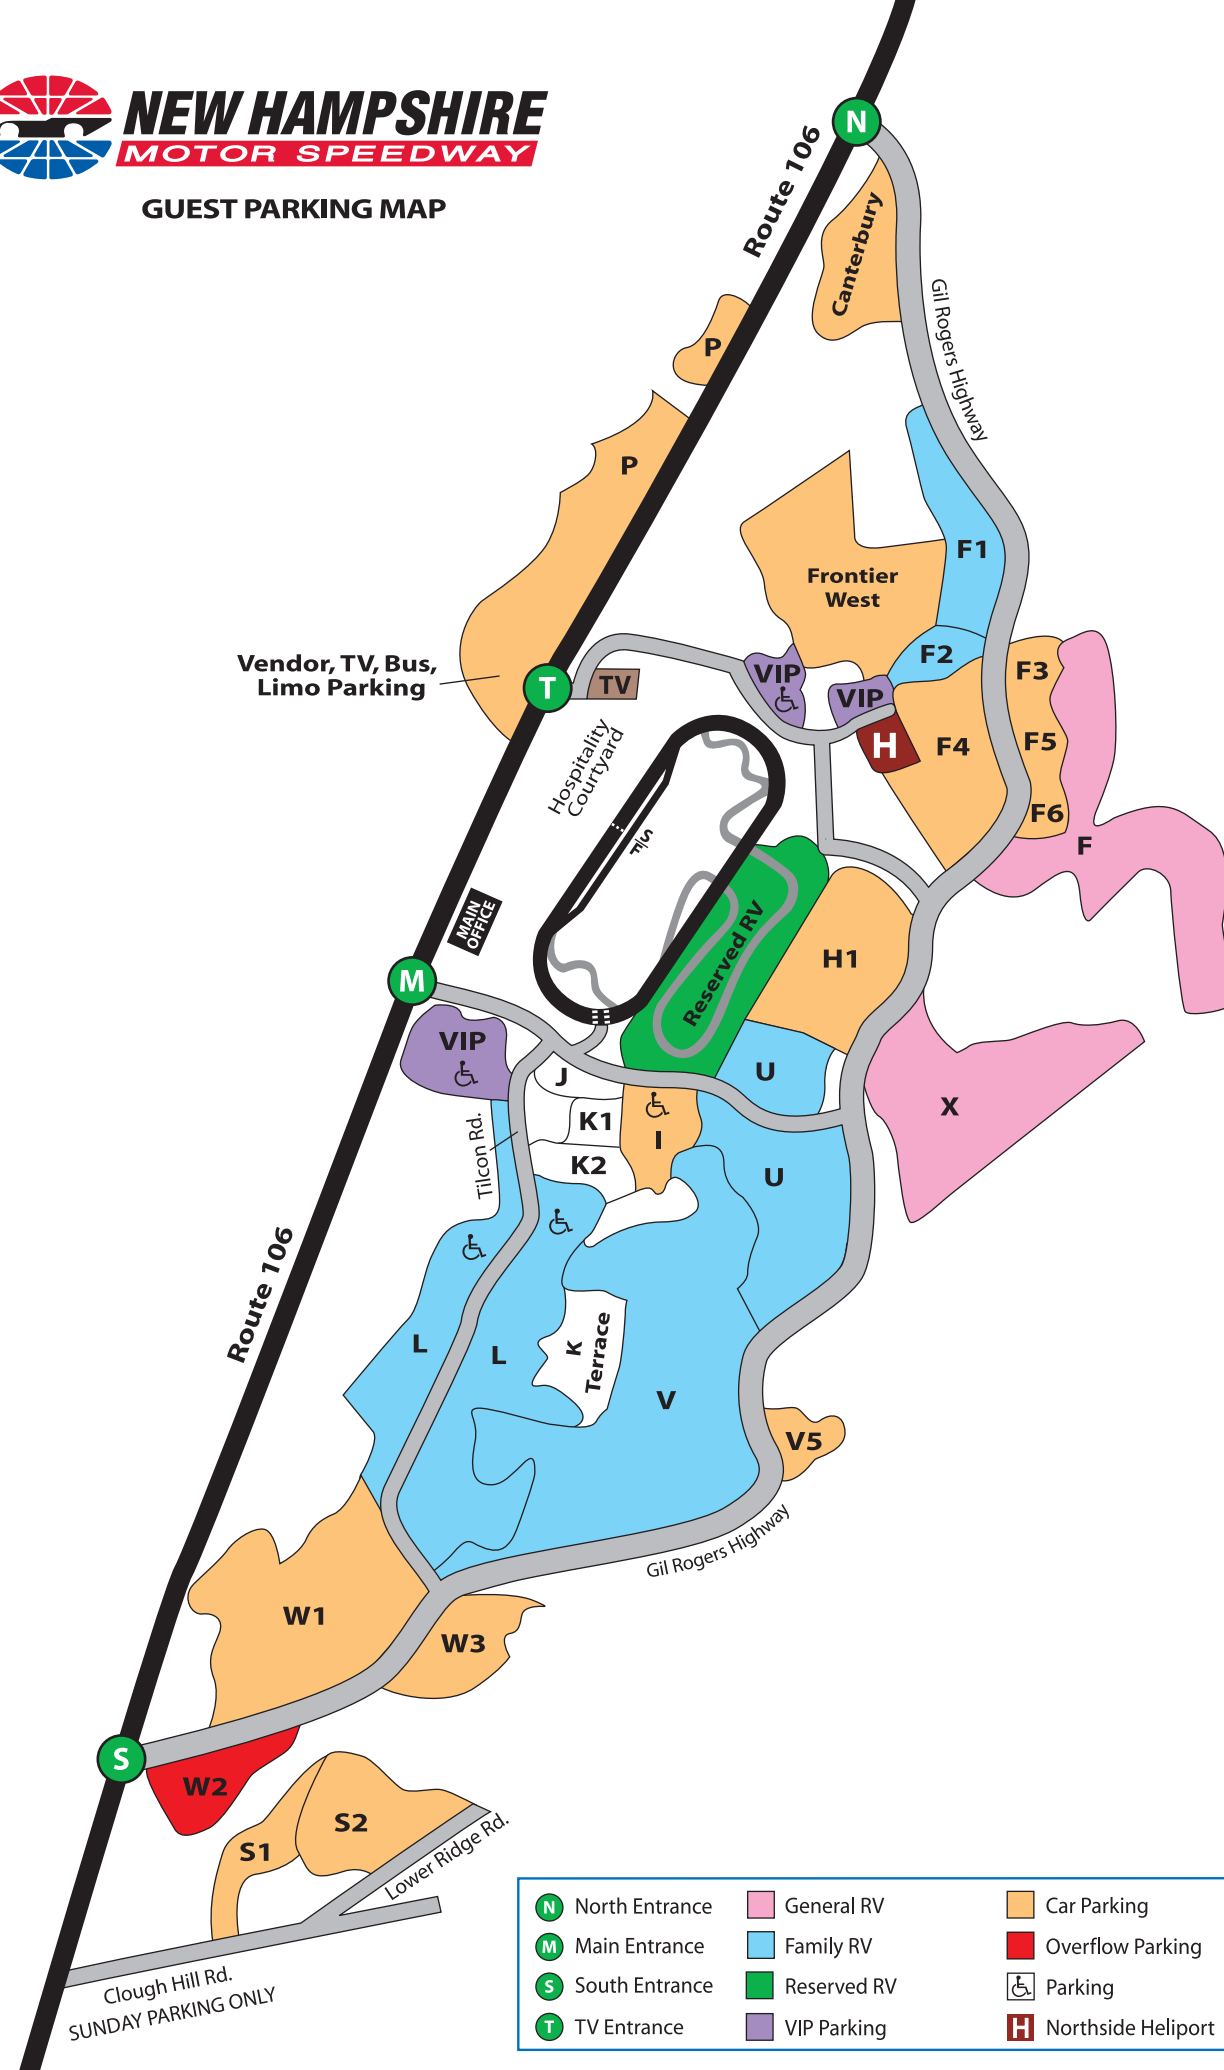 NEW HAMPSHIRE
MOTOR SPEEDWAY
GUEST PARKING MAP
N
Route 106
Canterbury
Gil Rogers Highway
P
P
F1
Frontier
West
F2
Vendor, TV, Bus,
Limo Parking
T
TV
VIP
VIP
F3
H
F4
F5
Hospitality
Courtyard
F6
F
S/F
MAIN
OFFICE
Reserved RV
H1
M
VIP
J
U
K1
I
X
Tilcon Rd.
K2
U
Route 106
L
L
K
Terrace
V
V5
Gil Rogers Highway
W1
W3
S
W2
S2
S1
Lower Ridge Rd.
Clough Hill Rd.
SUNDAY PARKING ONLY
N North Entrance
M Main Entrance
S South Entrance
T TV Entrance
General RV
Family RV
Reserved RV
VIP Parking
Car Parking
Overflow Parking
Parking
H Northside Heliport